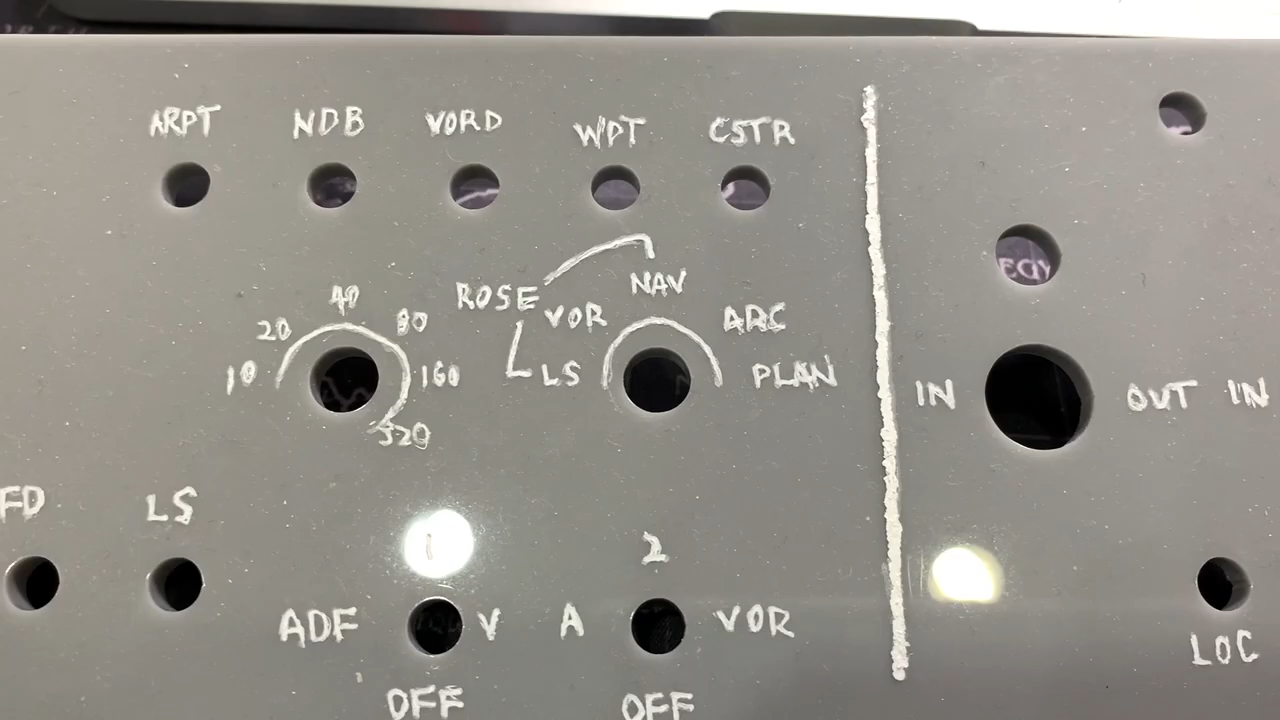 ARPT NDB VORD WPT CSTR
10 20 40 80 160 320
ROSE
LS VOR NAV ARC PLAN
IN OUT IN
FD LS
1 2
ADF V A VOR
OFF OFF
LOC